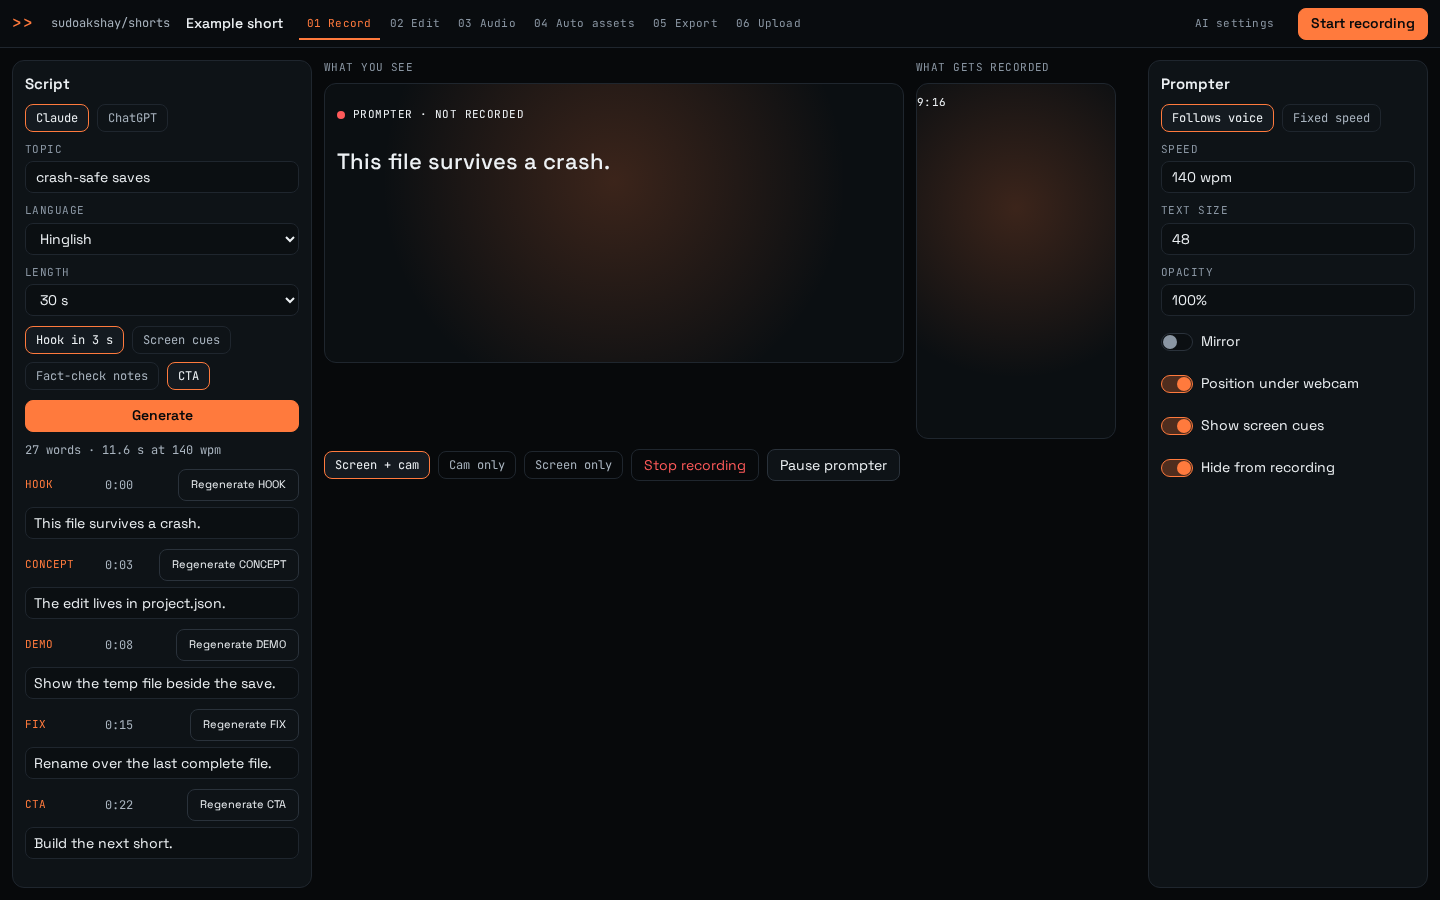 >> sudoakshay/shorts Example short 01 Record 02 Edit 03 Audio 04 Auto assets 05 Export 06 Upload AI settings Start recording
Script
Claude ChatGPT
TOPIC
crash-safe saves
LANGUAGE
Hinglish
LENGTH
30 s
Hook in 3 s Screen cues
Fact-check notes CTA
Generate
27 words · 11.6 s at 140 wpm
HOOK 0:00 Regenerate HOOK
This file survives a crash.
CONCEPT 0:03 Regenerate CONCEPT
The edit lives in project.json.
DEMO 0:08 Regenerate DEMO
Show the temp file beside the save.
FIX 0:15 Regenerate FIX
Rename over the last complete file.
CTA 0:22 Regenerate CTA
Build the next short.
WHAT YOU SEE
PROMPTER · NOT RECORDED
This file survives a crash.
WHAT GETS RECORDED
9:16
Screen + cam Cam only Screen only Stop recording Pause prompter
Prompter
Follows voice Fixed speed
SPEED
140 wpm
TEXT SIZE
48
OPACITY
100%
Mirror
Position under webcam
Show screen cues
Hide from recording